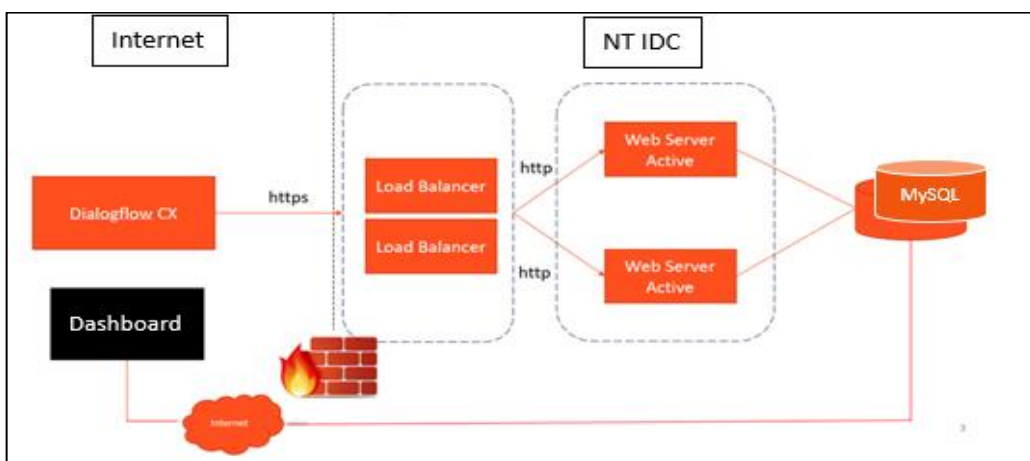 Internet
NT IDC
Web Server
Active
http
Load Balancer
https
Dialogflow CX
MySQL
Load Balancer
http
Web Server
Active
Dashboard
Internet
3